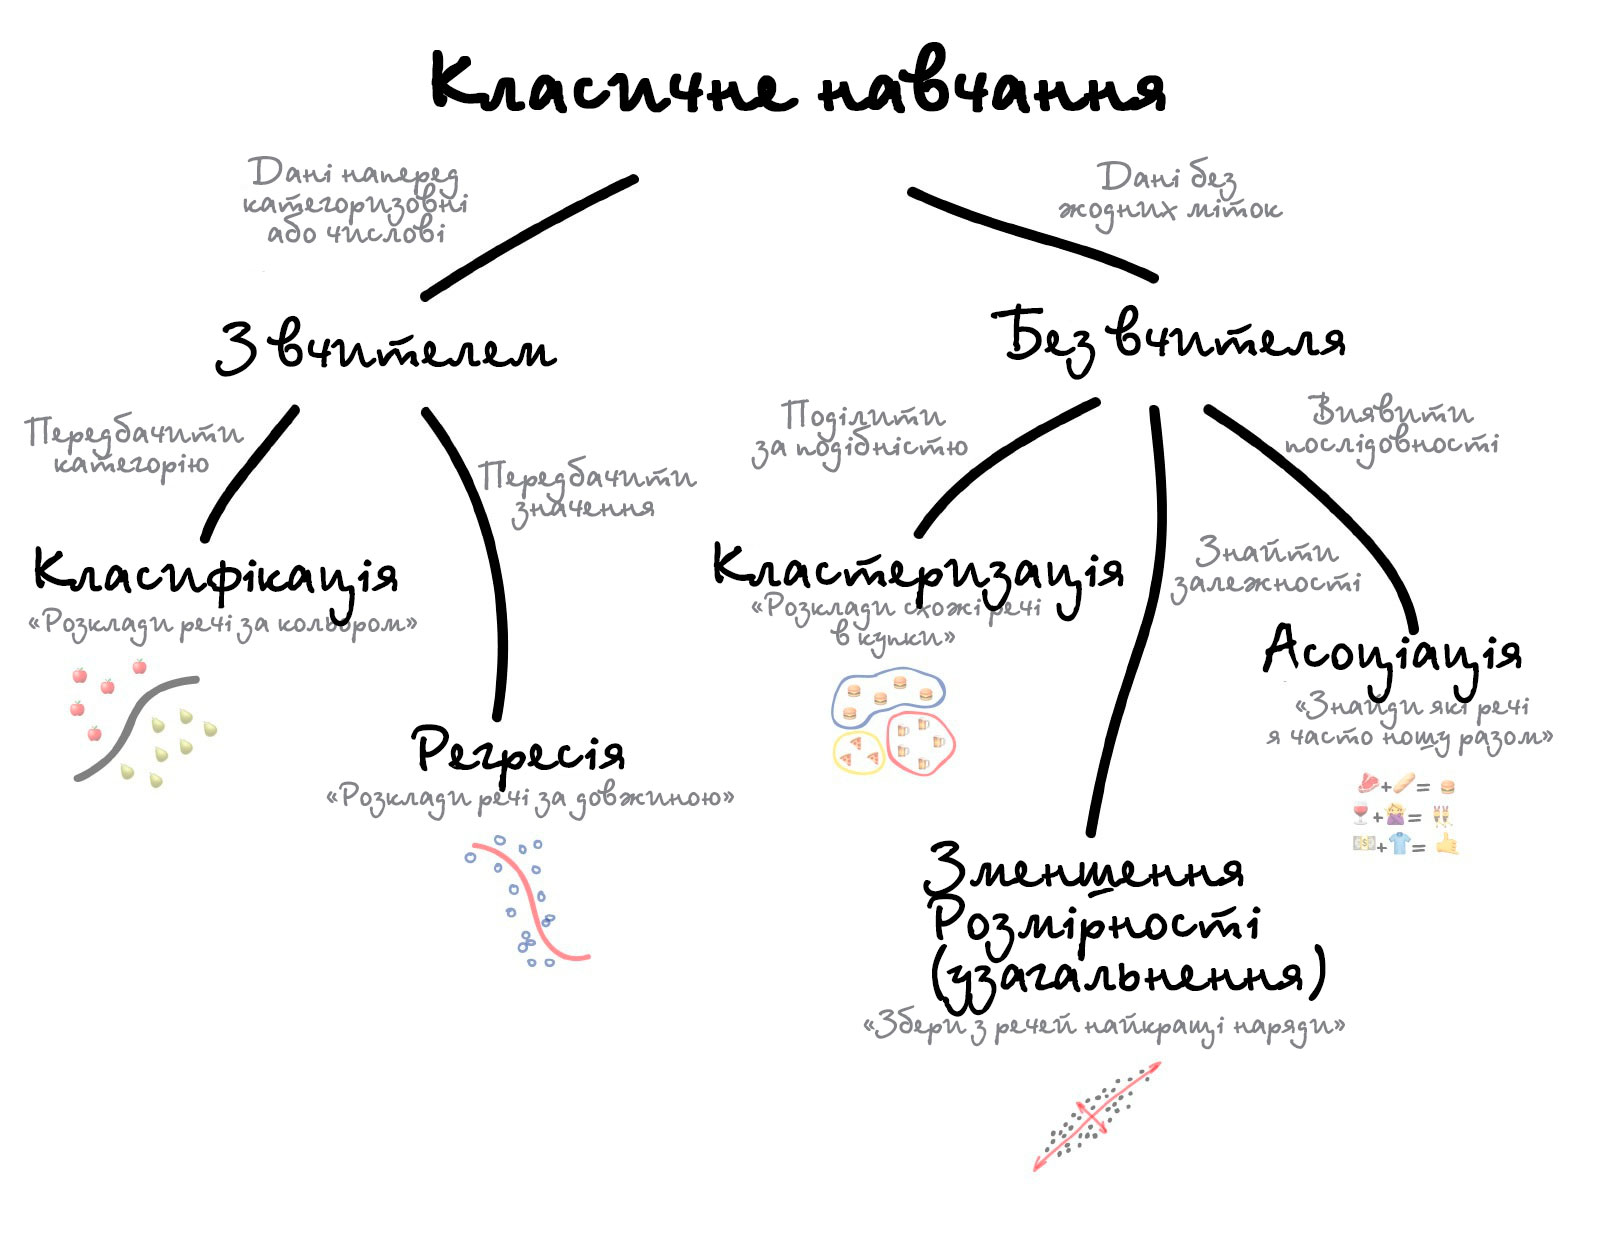 Класичне навчання
Дані наперед
категоризовні
або числові
Дані без
жодних міток
З вчителем
Без вчителя
Передбачити
категорію
Передбачити
значення
Поділити
за подібністю
Виявити
послідовності
Знайти
залежності
Класифікація
«Розклади речі за кольором»
Регресія
«Розклади речі за довжиною»
Кластеризація
«Розклади схожі речі
в купки»
Асоціація
«Знайди які речі
я часто ношу разом»
+ =
+ =
+ =
Зменшення
Розмірності
(узагальнення)
«Збери з речей найкращі наряди»